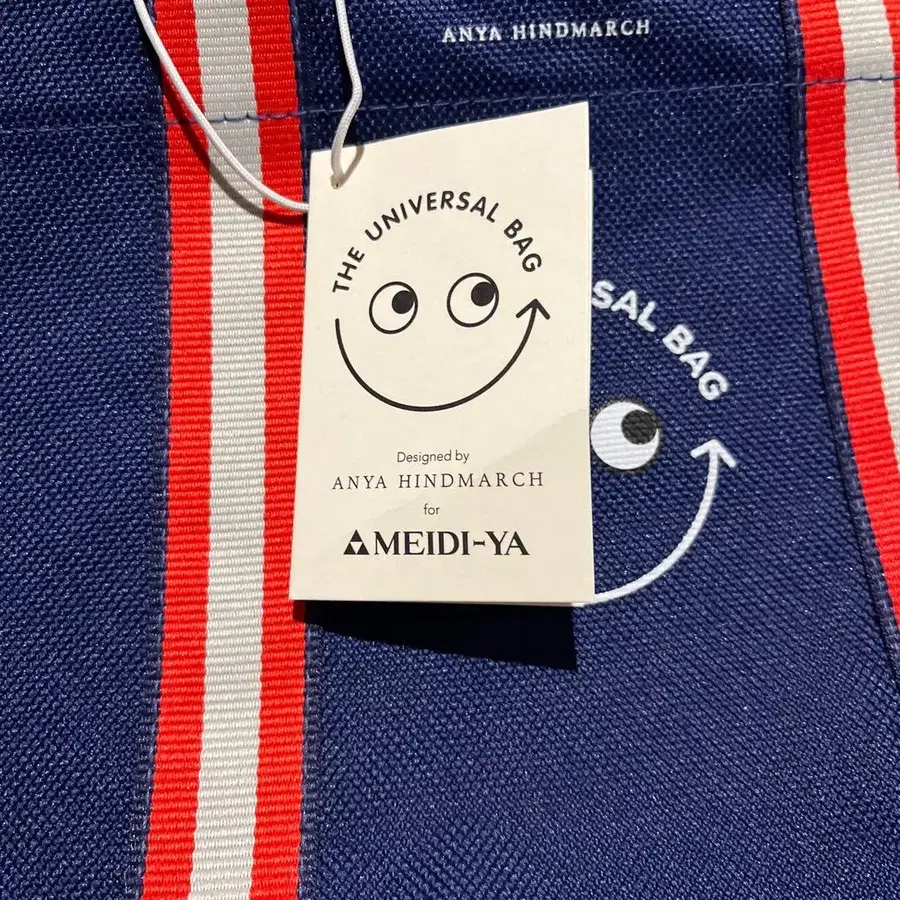 ANYA HINDMARCH
THE UNIVERSAL BAG
SAL BAG
Designed by
ANYA HINDMARCH
for
MEIDI-YA